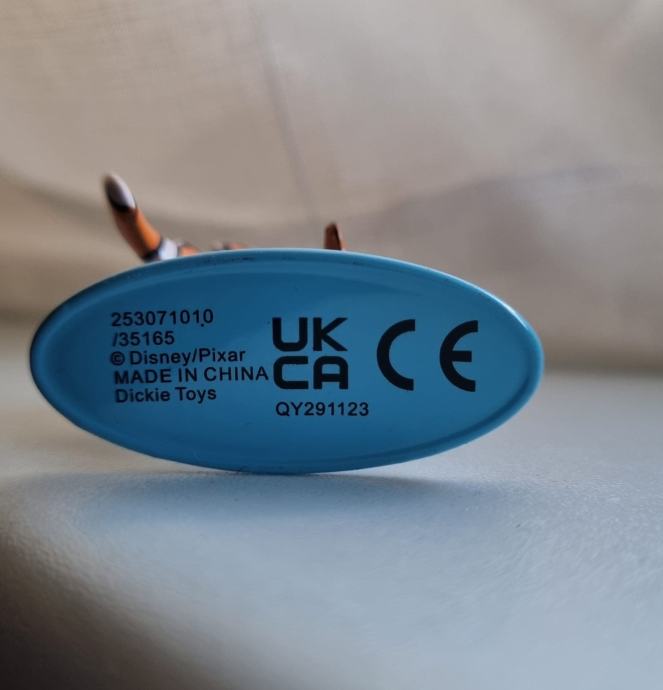 253071010
/35165
© Disney/Pixar
MADE IN CHINA
Dickie Toys
UK
CA
QY291123
CE